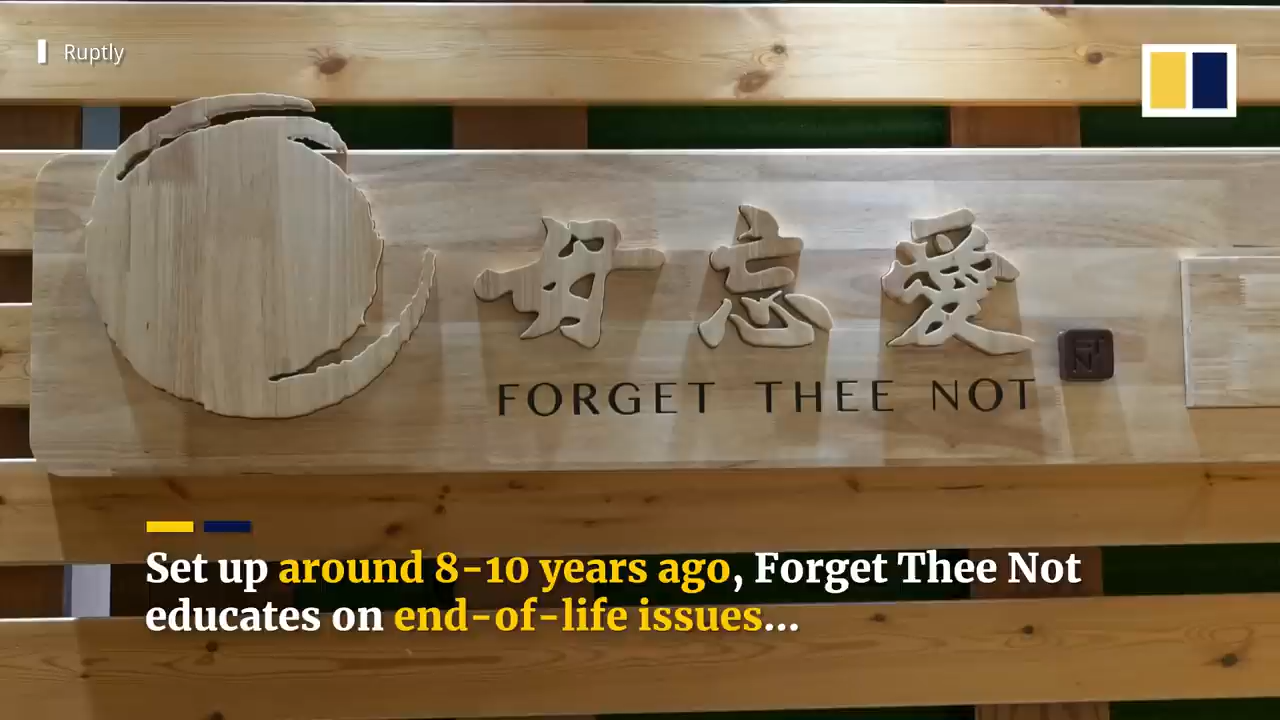 Ruptly
毋忘愛
FORGET THEE NOT
Set up around 8-10 years ago, Forget Thee Not
educates on end-of-life issues...